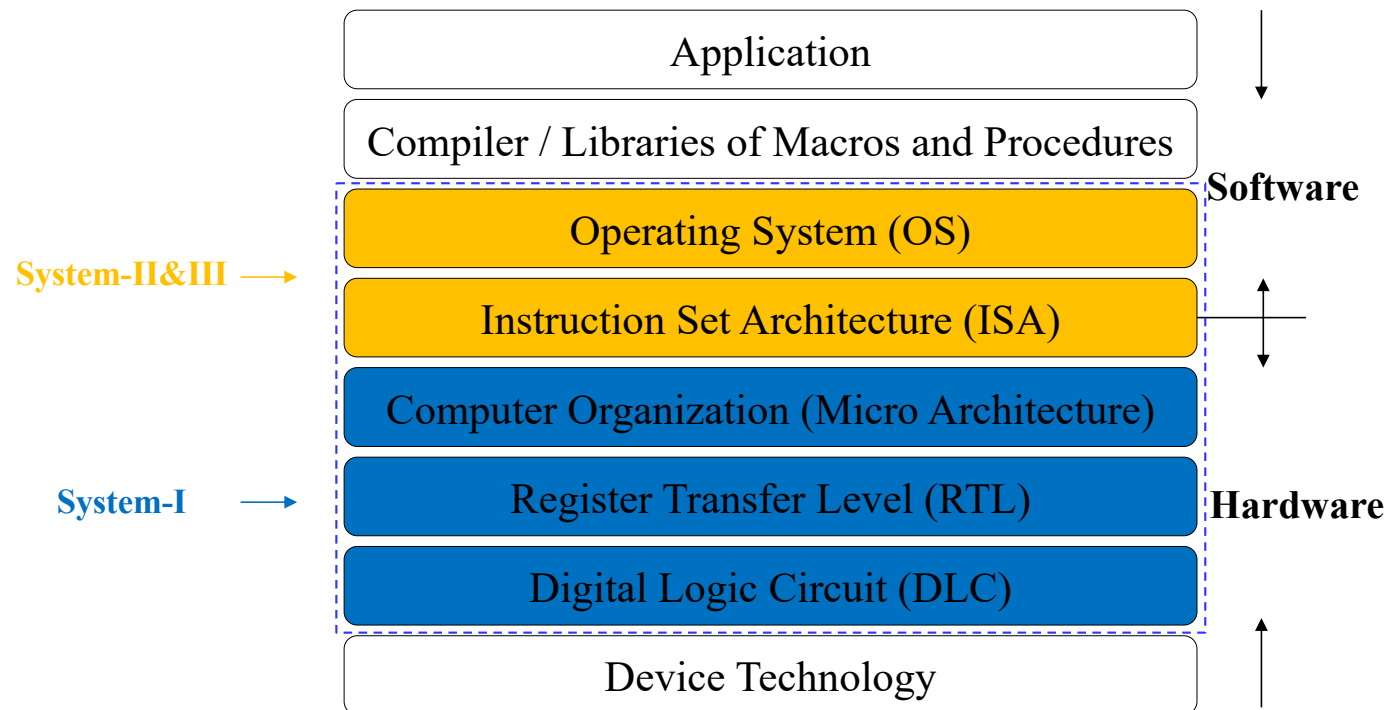 Application
Compiler / Libraries of Macros and Procedures
Software
Operating System (OS)
System-II&III
Instruction Set Architecture (ISA)
Computer Organization (Micro Architecture)
System-I
Register Transfer Level (RTL)
Hardware
Digital Logic Circuit (DLC)
Device Technology